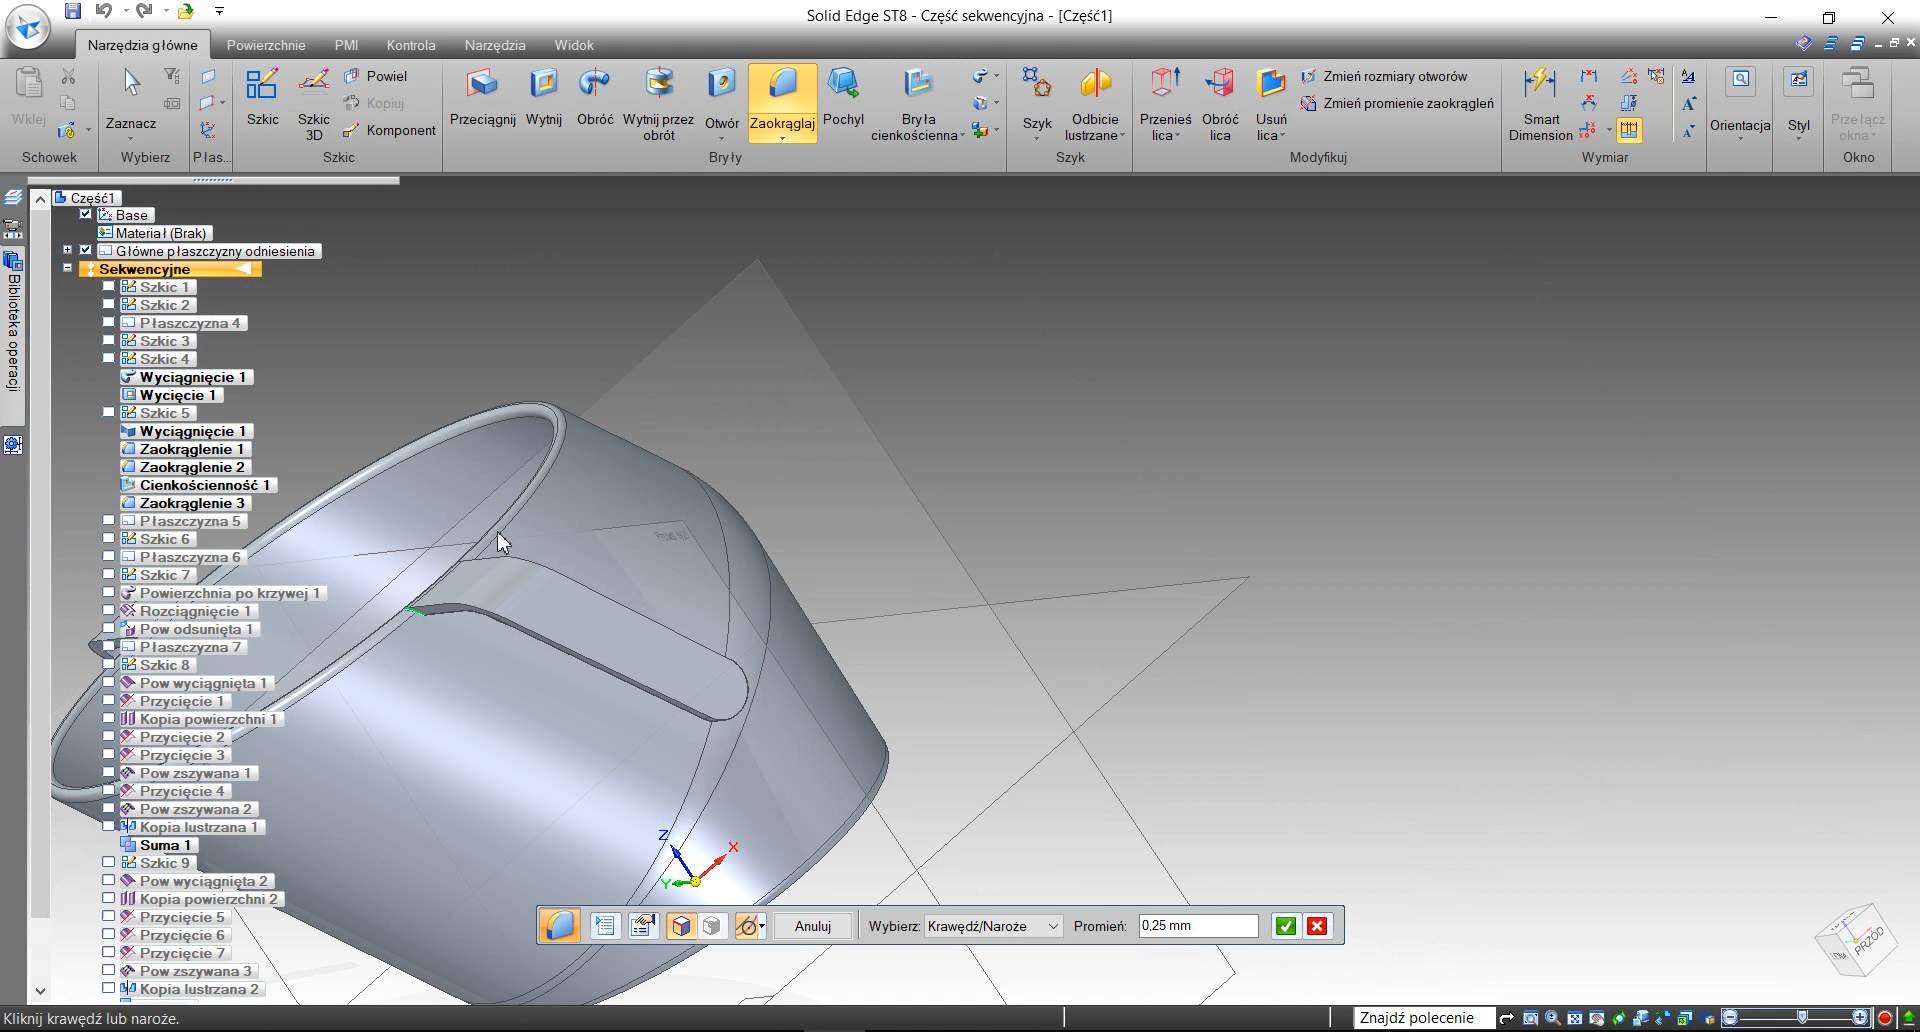 Solid Edge ST8 - Część sekwencyjna - [Część1]
Narzędzia główne
Powierzchnie
PMI
Kontrola
Narzędzia
Widok
Wklej
Zaznacz
Szkic
Szkic 3D
Powiel
Kopiuj
Komponent
Przeciągnij
Wytnij
Obróć
Wytnij przez obrót
Otwór
Zaokrąglaj
Pochyl
Bryła cienkościenna
Szyk
Odbicie lustrzane
Przenieś lica
Obróć lica
Usuń lica
Zmień rozmiary otworów
Zmień promienie zaokrągleń
Smart Dimension
Orientacja
Styl
Przełącz okna
Schowek
Wybierz
Płas...
Szkic
Bryły
Szyk
Modyfikuj
Wymiar
Okno
Biblioteka operacji
Część1
Base
Materiał (Brak)
Główne płaszczyzny odniesienia
Sekwencyjne
Szkic 1
Szkic 2
Płaszczyzna 4
Szkic 3
Szkic 4
Wyciągnięcie 1
Wycięcie 1
Szkic 5
Wyciągnięcie 1
Zaokrąglenie 1
Zaokrąglenie 2
Cienkościenność 1
Zaokrąglenie 3
Płaszczyzna 5
Szkic 6
Płaszczyzna 6
Szkic 7
Powierzchnia po krzywej 1
Rozciągnięcie 1
Pow odsunięta 1
Płaszczyzna 7
Szkic 8
Pow wyciągnięta 1
Przycięcie 1
Kopia powierzchni 1
Przycięcie 2
Przycięcie 3
Pow zszywana 1
Przycięcie 4
Pow zszywana 2
Kopia lustrzana 1
Suma 1
Szkic 9
Pow wyciągnięta 2
Kopia powierzchni 2
Przycięcie 5
Przycięcie 6
Przycięcie 7
Pow zszywana 3
Kopia lustrzana 2
Z
X
Y
Anuluj
Wybierz: Krawędź/Naroże
Promień: 0,25 mm
PRZÓD
Kliknij krawędź lub naroże.
Znajdź polecenie